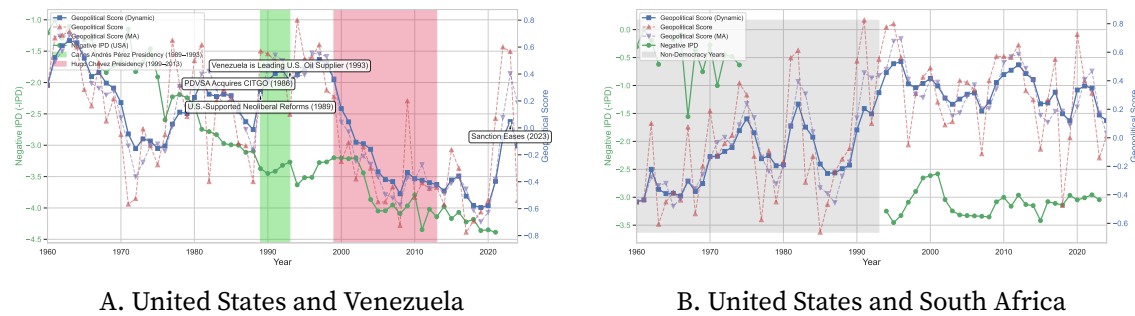 −1.0
−1.5
−2.0
−2.5
−3.0
−3.5
−4.0
−4.5
Negative IPD (-IPD)
Geopolitical Score (Dynamic)
Geopolitical Score
Geopolitical Score (MA)
Negative IPD (USA)
Carlos Andrés Pérez Presidency (1989–1993)
Hugo Chávez Presidency (1999–2013)
Venezuela is Leading U.S. Oil Supplier (1993)
PDVSA Acquires CITGO (1986)
U.S.-Supported Neoliberal Reforms (1989)
Sanction Eases (2023)
0.8
0.6
0.4
0.2
0.0
−0.2
−0.4
−0.6
−0.8
Geopolitical Score
1960 1970 1980 1990 2000 2010 2020
Year
A. United States and Venezuela
0.0
−0.5
−1.0
−1.5
−2.0
−2.5
−3.0
−3.5
Negative IPD (-IPD)
Geopolitical Score (Dynamic)
Geopolitical Score
Geopolitical Score (MA)
Negative IPD
Non-Democracy Years
0.8
0.6
0.4
0.2
0.0
−0.2
−0.4
−0.6
Geopolitical Score
1960 1970 1980 1990 2000 2010 2020
Year
B. United States and South Africa